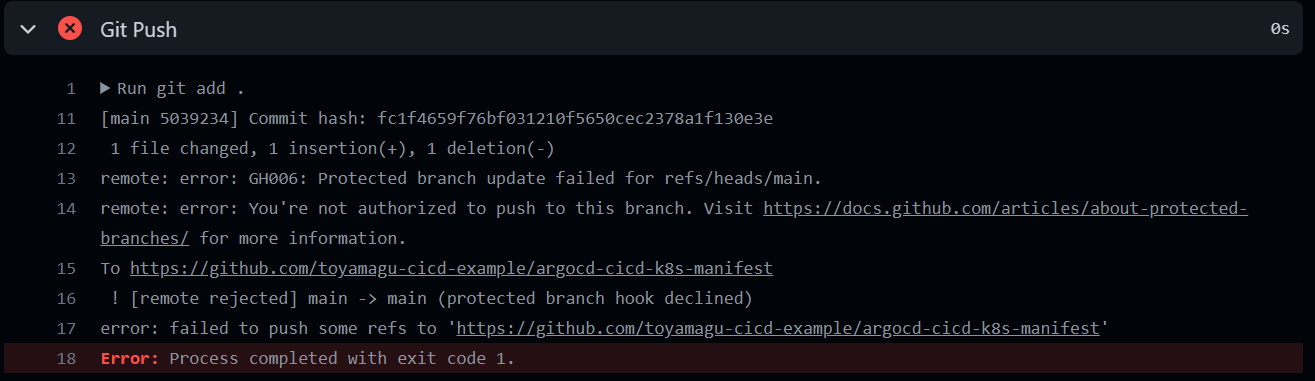 Git Push 0s
1 Run git add .
11 [main 5039234] Commit hash: fc1f4659f76bf031210f5650cec2378a1f130e3e
12 1 file changed, 1 insertion(+), 1 deletion(-)
13 remote: error: GH006: Protected branch update failed for refs/heads/main.
14 remote: error: You're not authorized to push to this branch. Visit https://docs.github.com/articles/about-protected-
branches/ for more information.
15 To https://github.com/toyamagu-cicd-example/argocd-cicd-k8s-manifest
16 ! [remote rejected] main -> main (protected branch hook declined)
17 error: failed to push some refs to 'https://github.com/toyamagu-cicd-example/argocd-cicd-k8s-manifest'
18 Error: Process completed with exit code 1.